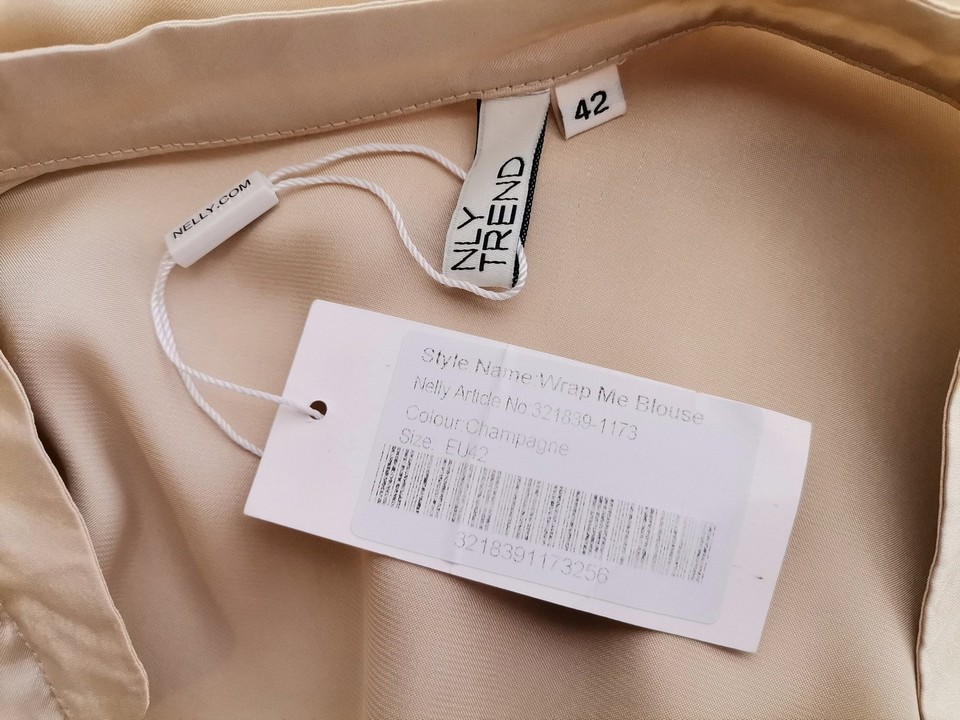 42
NLY
TREND
NELLY.COM
Style Name:Wrap Me Blouse
Nelly Article No.321839-1173
Colour:Champagne
Size: EU42
3218391173256